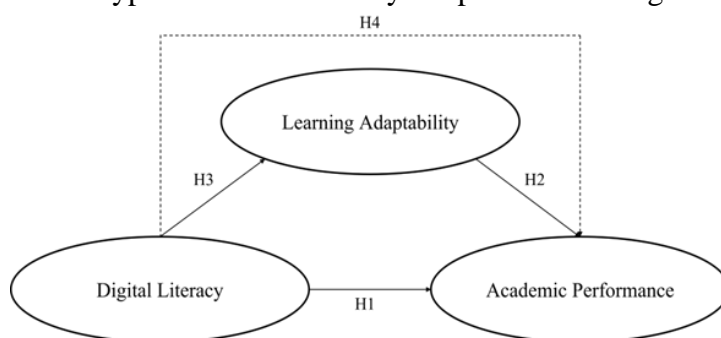 H4
Learning Adaptability
H3
H2
Digital Literacy
H1
Academic Performance